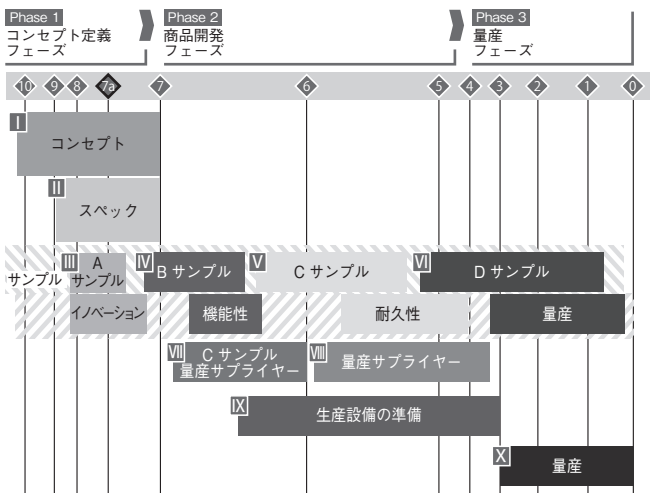 Phase 1
コンセプト定義
フェーズ
Phase 2
商品開発
フェーズ
Phase 3
量産
フェーズ
10 9 8 7a 7 6 5 4 3 2 1 0
I
コンセプト
II
スペック
サンプル
III
A
サンプル
IV
B サンプル
V
C サンプル
VI
D サンプル
イノベーション
機能性
耐久性
量産
VII
C サンプル
量産サプライヤー
VIII
量産サプライヤー
IX
生産設備の準備
X
量産